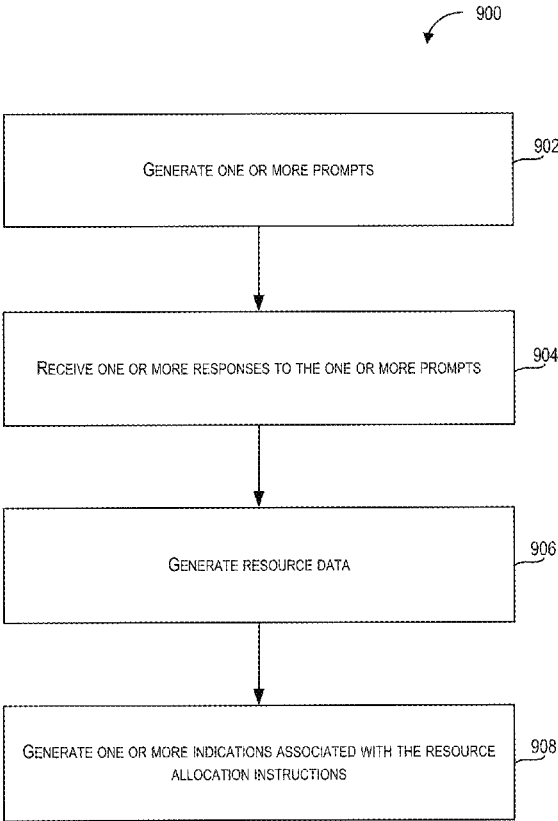 900
GENERATE ONE OR MORE PROMPTS
902
RECEIVE ONE OR MORE RESPONSES TO THE ONE OR MORE PROMPTS
904
GENERATE RESOURCE DATA
906
GENERATE ONE OR MORE INDICATIONS ASSOCIATED WITH THE RESOURCE
ALLOCATION INSTRUCTIONS
908